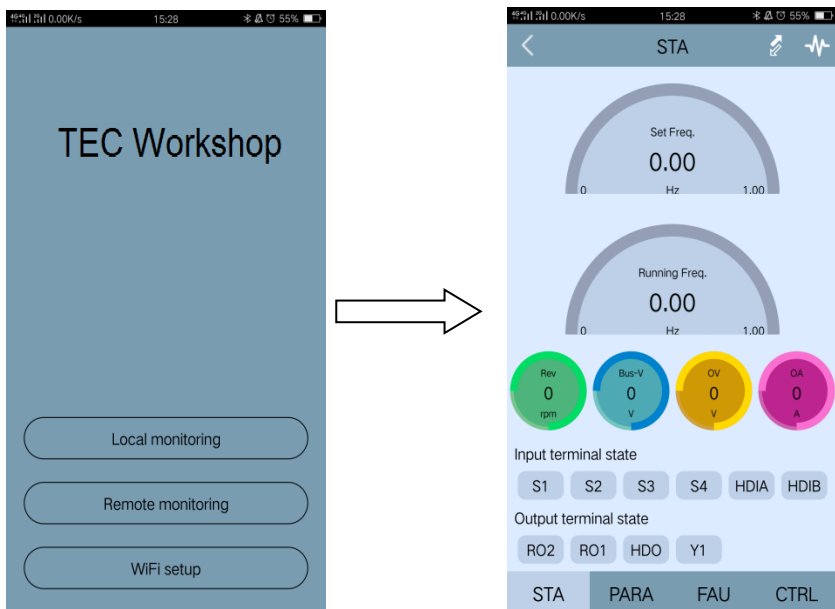 0.00K/s 15:28 55%
TEC Workshop
Local monitoring
Remote monitoring
WiFi setup
0.00K/s 15:28 55%
STA
Set Freq.
0.00
0 Hz 1.00
Running Freq.
0.00
0 Hz 1.00
Rev Bus-V OV OA
0 0 0 0
rpm V V A
Input terminal state
S1 S2 S3 S4 HDIA HDIB
Output terminal state
RO2 RO1 HDO Y1
STA PARA FAU CTRL